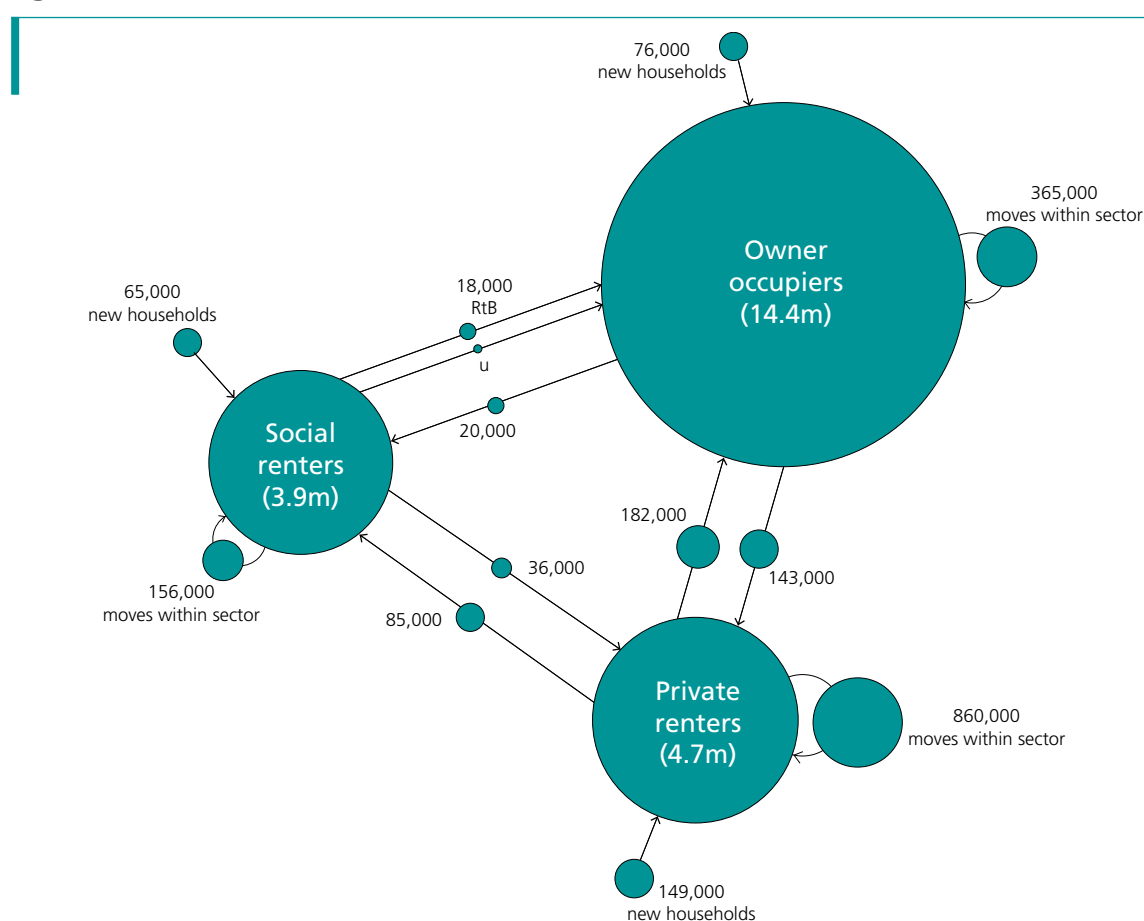 76,000
new households
365,000
moves within sector
Owner
occupiers
(14.4m)
18,000
RtB
65,000
new households
u
20,000
Social
renters
(3.9m)
182,000
143,000
36,000
85,000
156,000
moves within sector
Private
renters
(4.7m)
860,000
moves within sector
149,000
new households